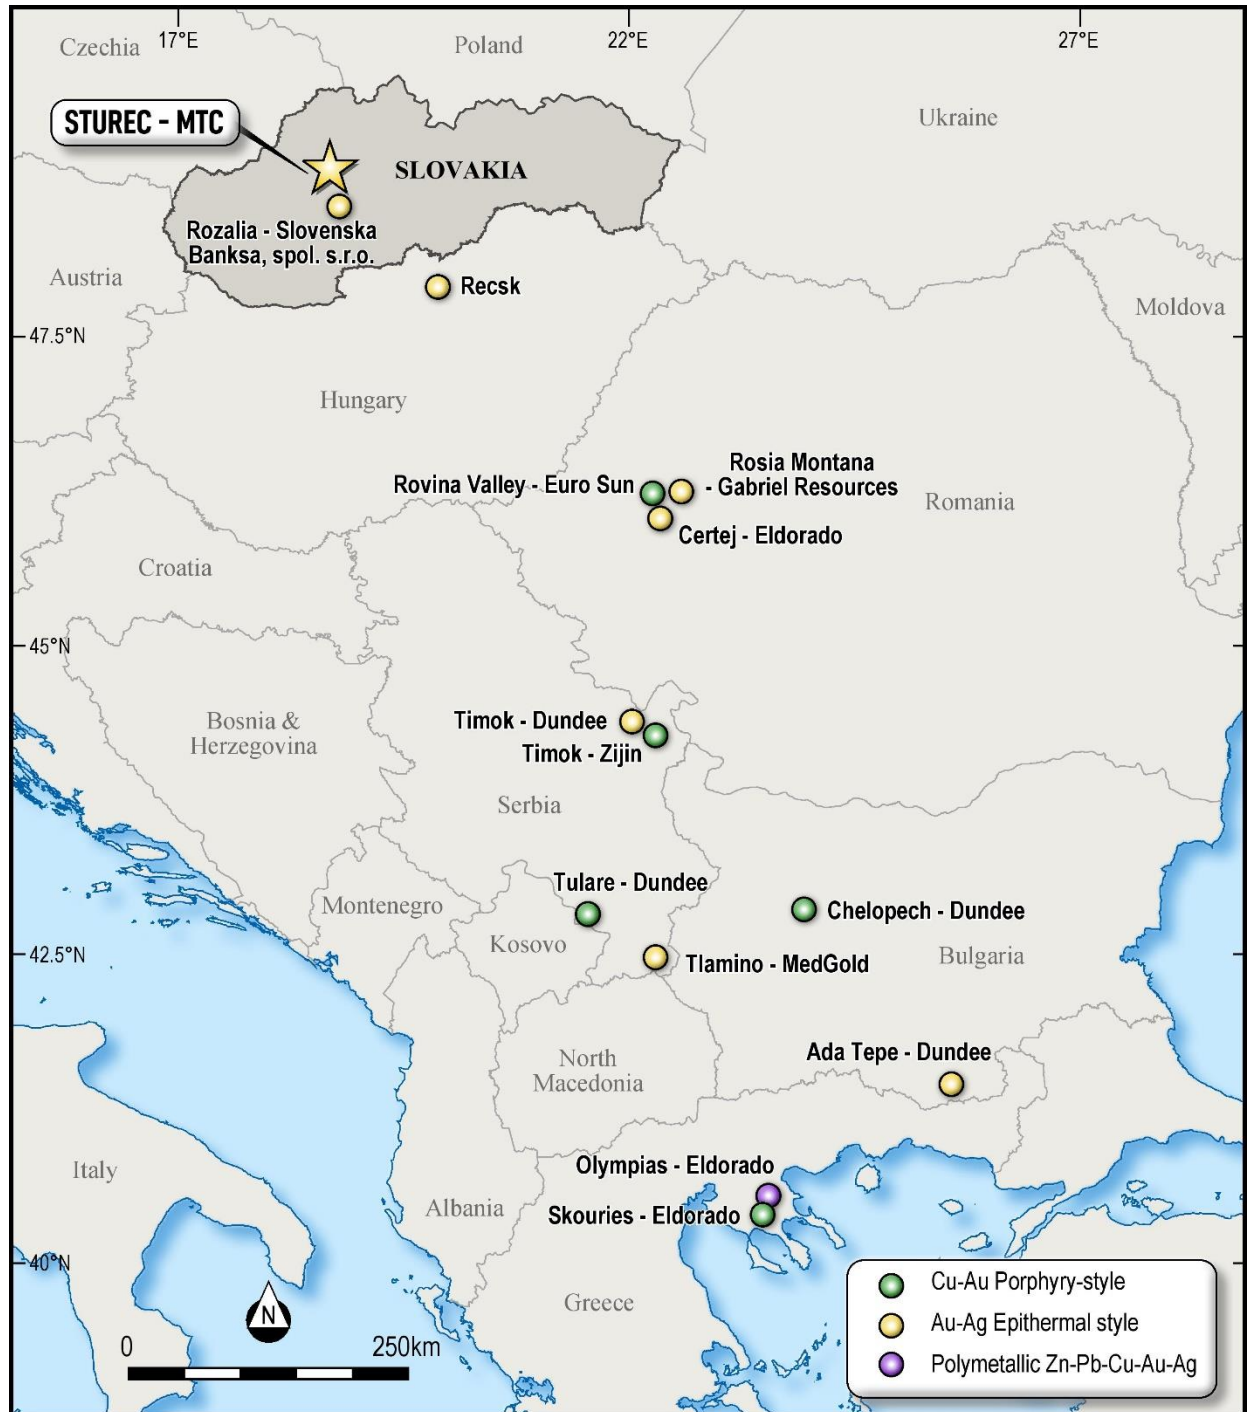 17°E
22°E
27°E
Czechia
Poland
Ukraine
STUREC - MTC
SLOVAKIA
Rozalia - Slovenska
Banksa, spol. s.r.o.
Austria
Recsk
Moldova
47.5°N
Hungary
Rovina Valley - Euro Sun
Rosia Montana
- Gabriel Resources
Romania
Certej - Eldorado
Croatia
45°N
Bosnia &
Herzegovina
Timok - Dundee
Timok - Zijin
Serbia
Tulare - Dundee
Montenegro
Chelopech - Dundee
Kosovo
42.5°N
Tlamino - MedGold
Bulgaria
Ada Tepe - Dundee
North
Macedonia
Italy
Olympias - Eldorado
Albania
Skouries - Eldorado
40°N
Greece
N
0
250km
Cu-Au Porphyry-style
Au-Ag Epithermal style
Polymetallic Zn-Pb-Cu-Au-Ag